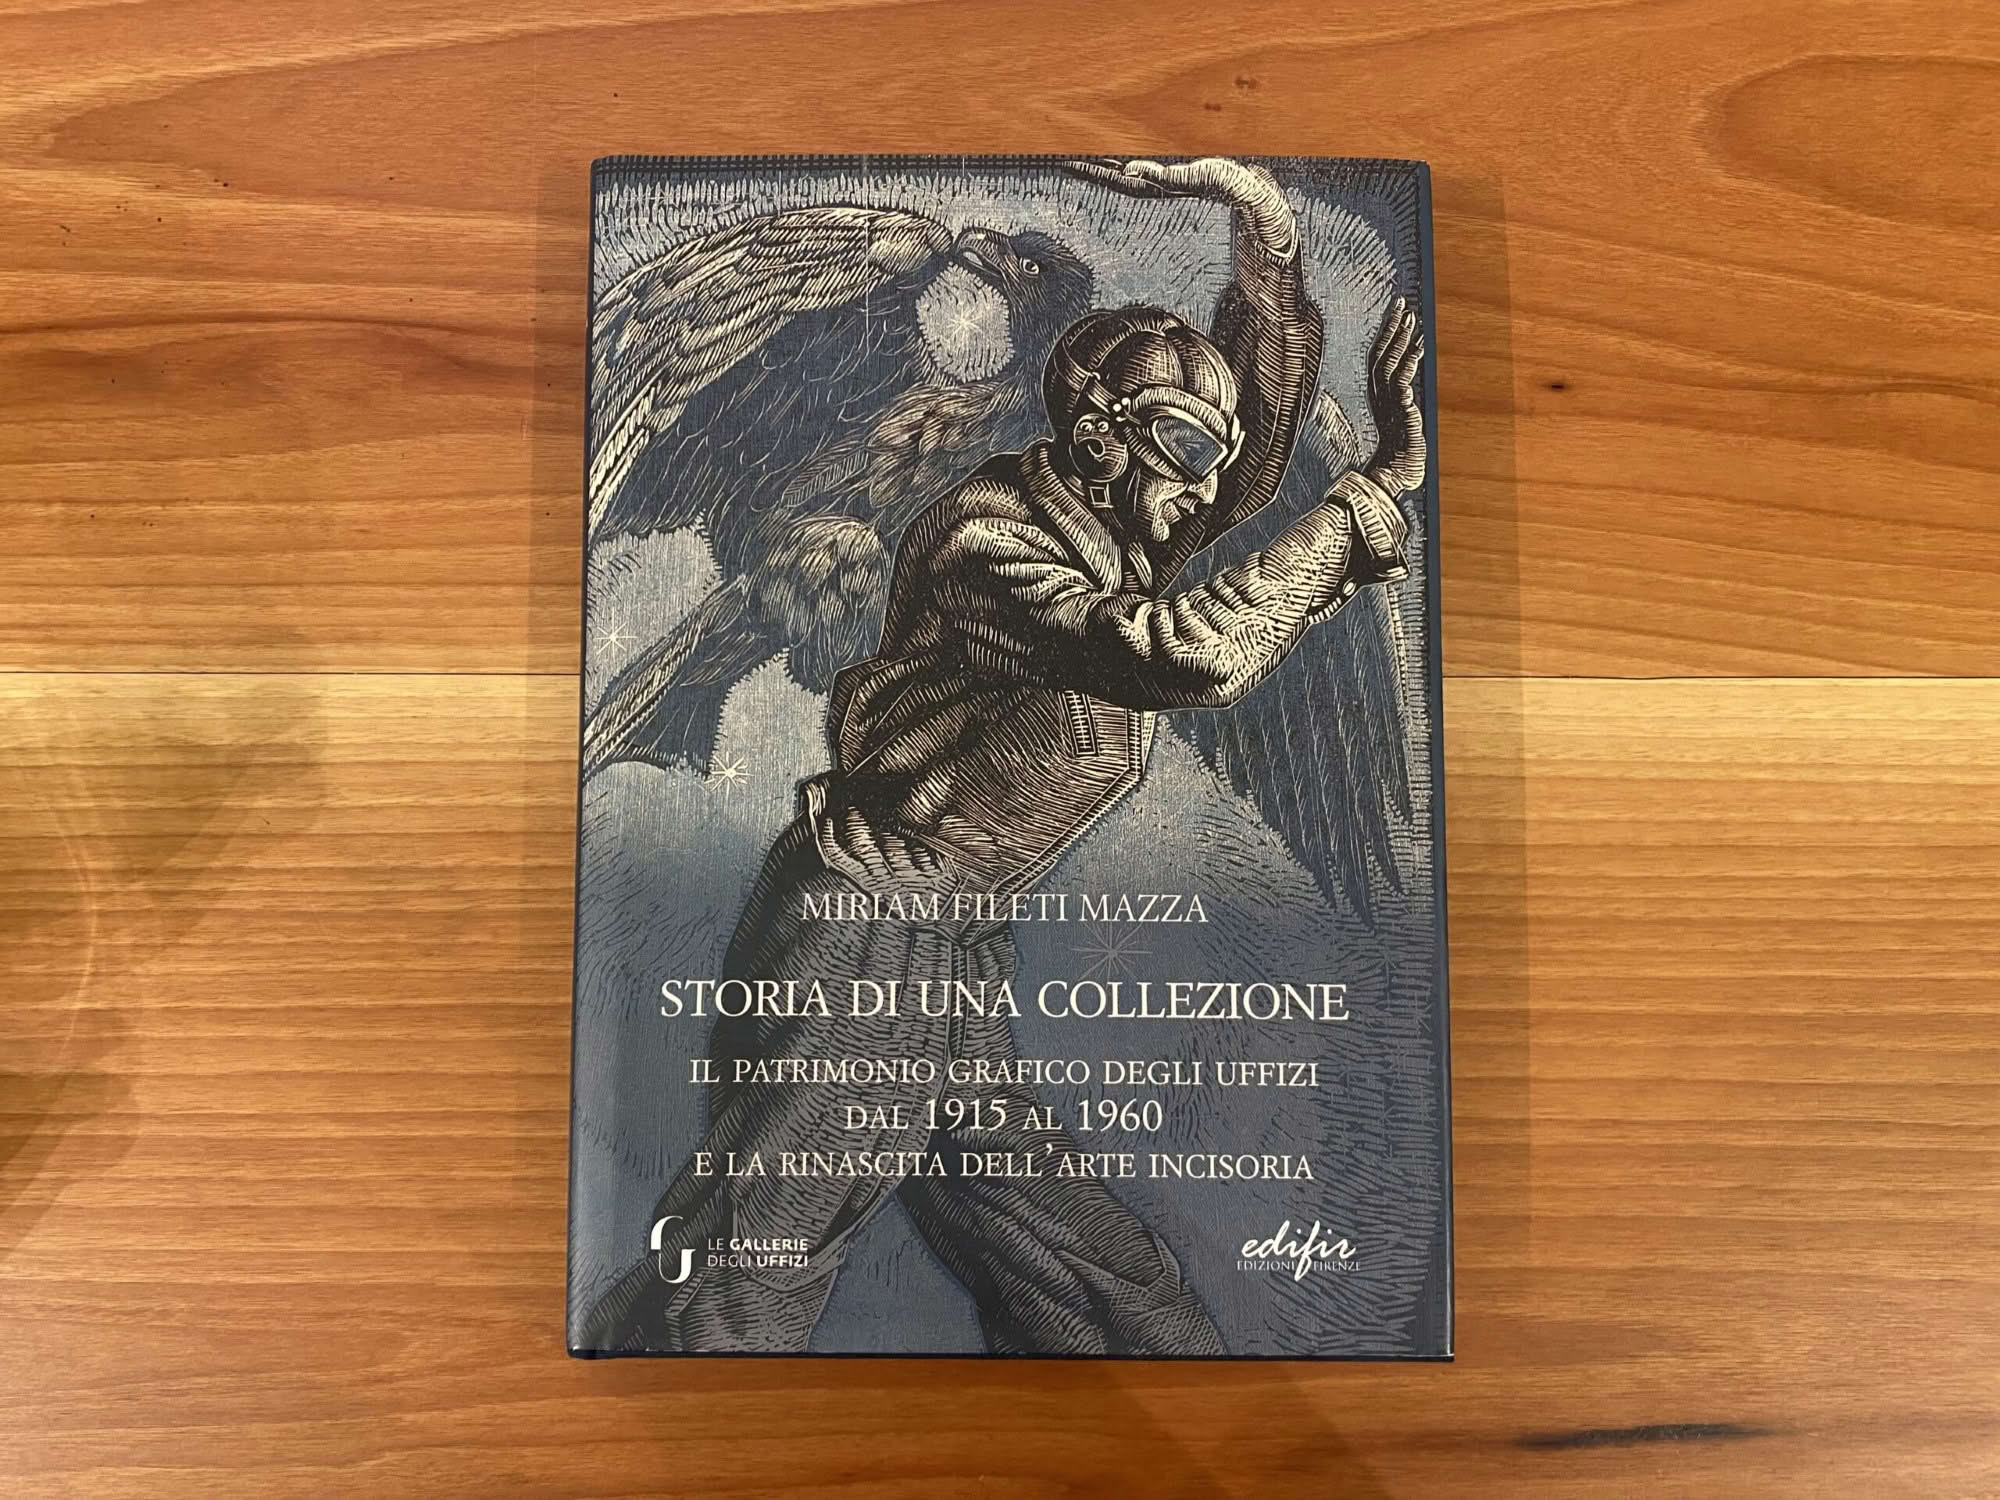 MIRIAM FILETI MAZZA
STORIA DI UNA COLLEZIONE
IL PATRIMONIO GRAFICO DEGLI UFFIZI
DAL 1915 AL 1960
E LA RINASCITA DELL'ARTE INCISORIA
LE GALLERIE
DEGLI UFFIZI
edifir
EDIZIONI FIRENZE